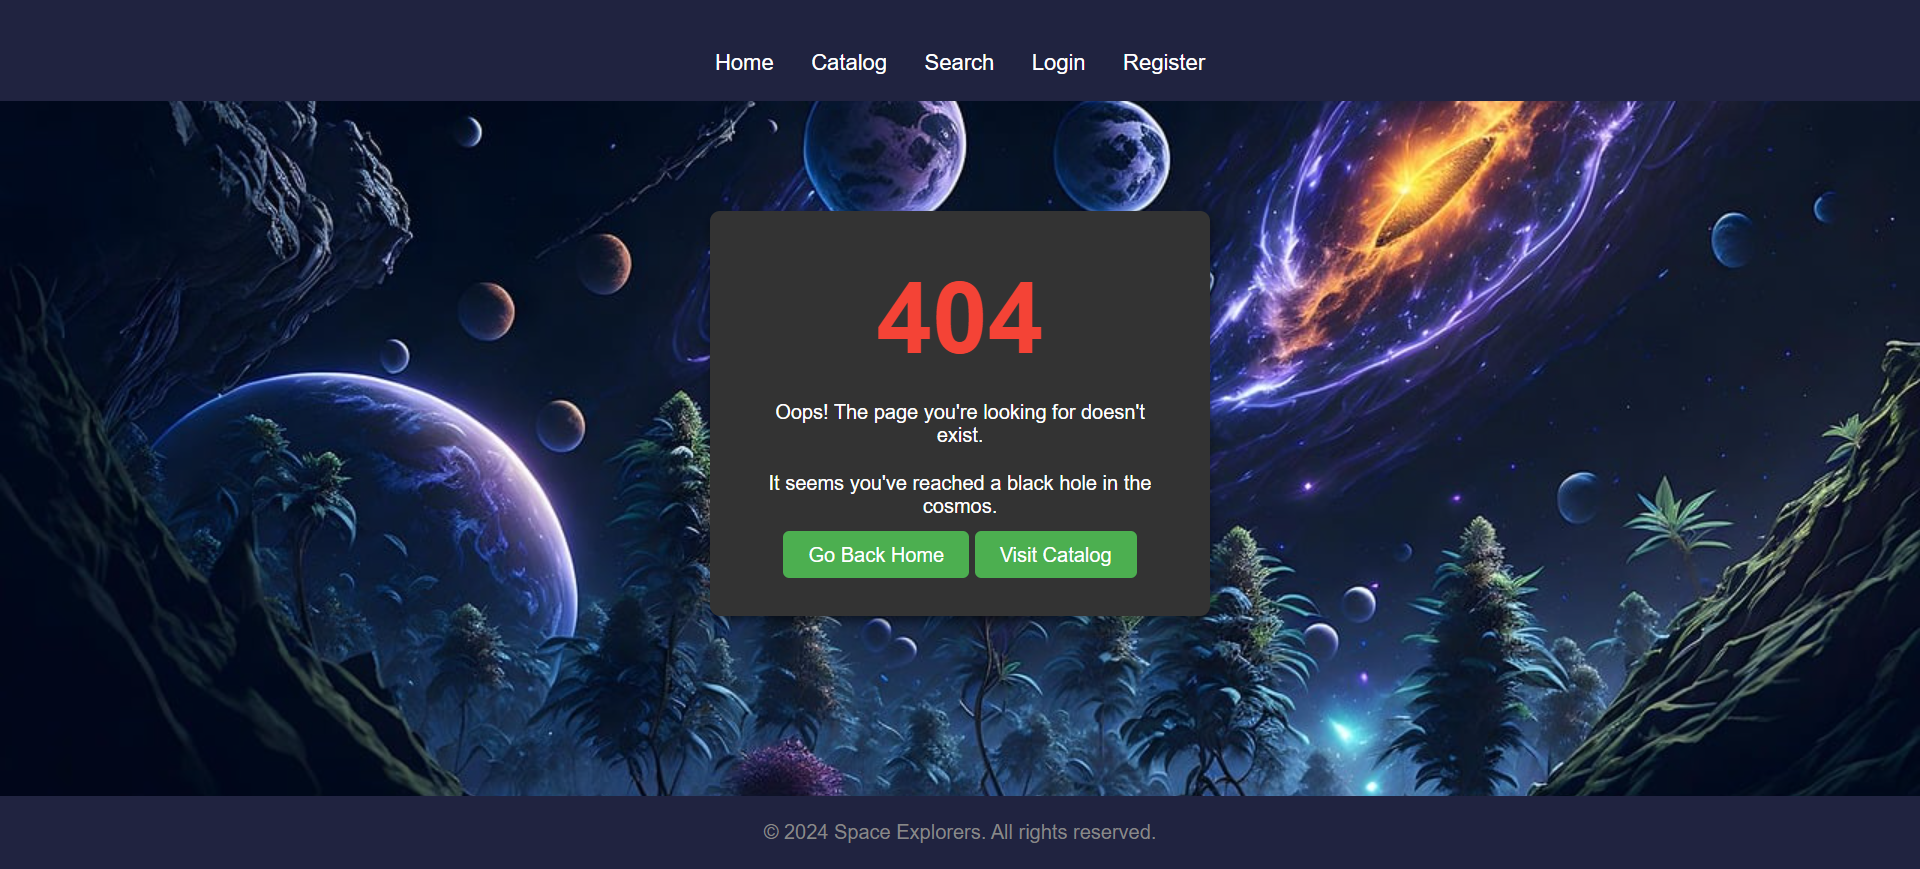 Home Catalog Search Login Register
404
Oops! The page you're looking for doesn't
exist.
It seems you've reached a black hole in the
cosmos.
Go Back Home Visit Catalog
© 2024 Space Explorers. All rights reserved.